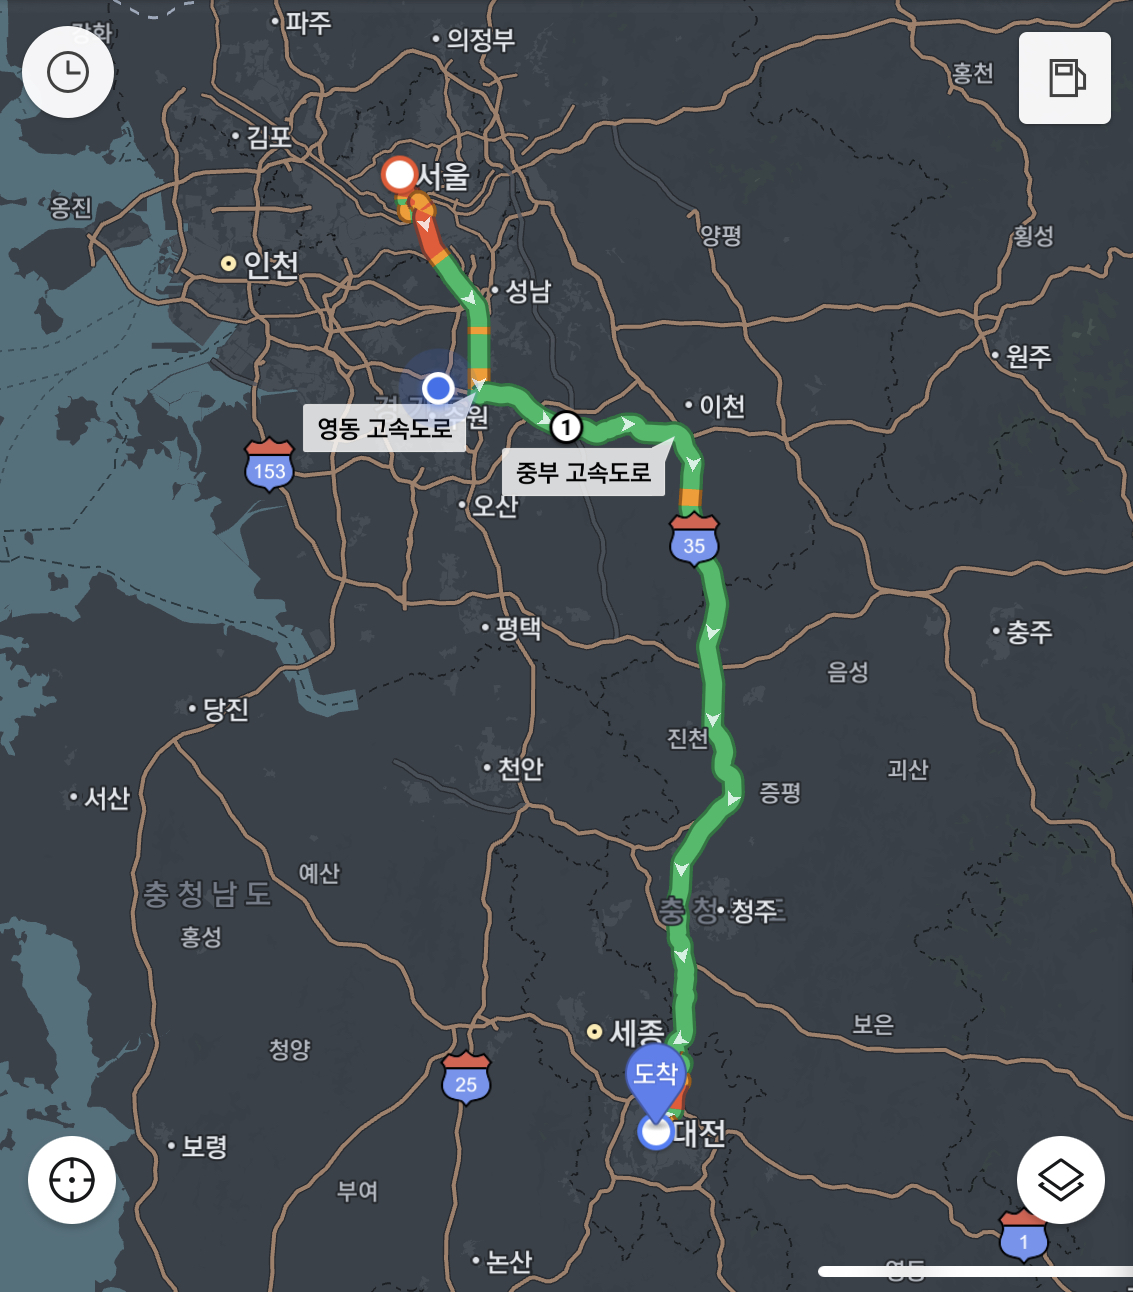 강화
파주
의정부
홍천
김포
서울
옹진
양평
횡성
인천
성남
원주
이천
수원
영동 고속도로
1
153
중부 고속도로
오산
35
평택
충주
음성
당진
진천
천안
괴산
증평
서산
예산
충청남도
청주
홍성
보은
세종
청양
25
도착
대전
보령
부여
1
논산
영동